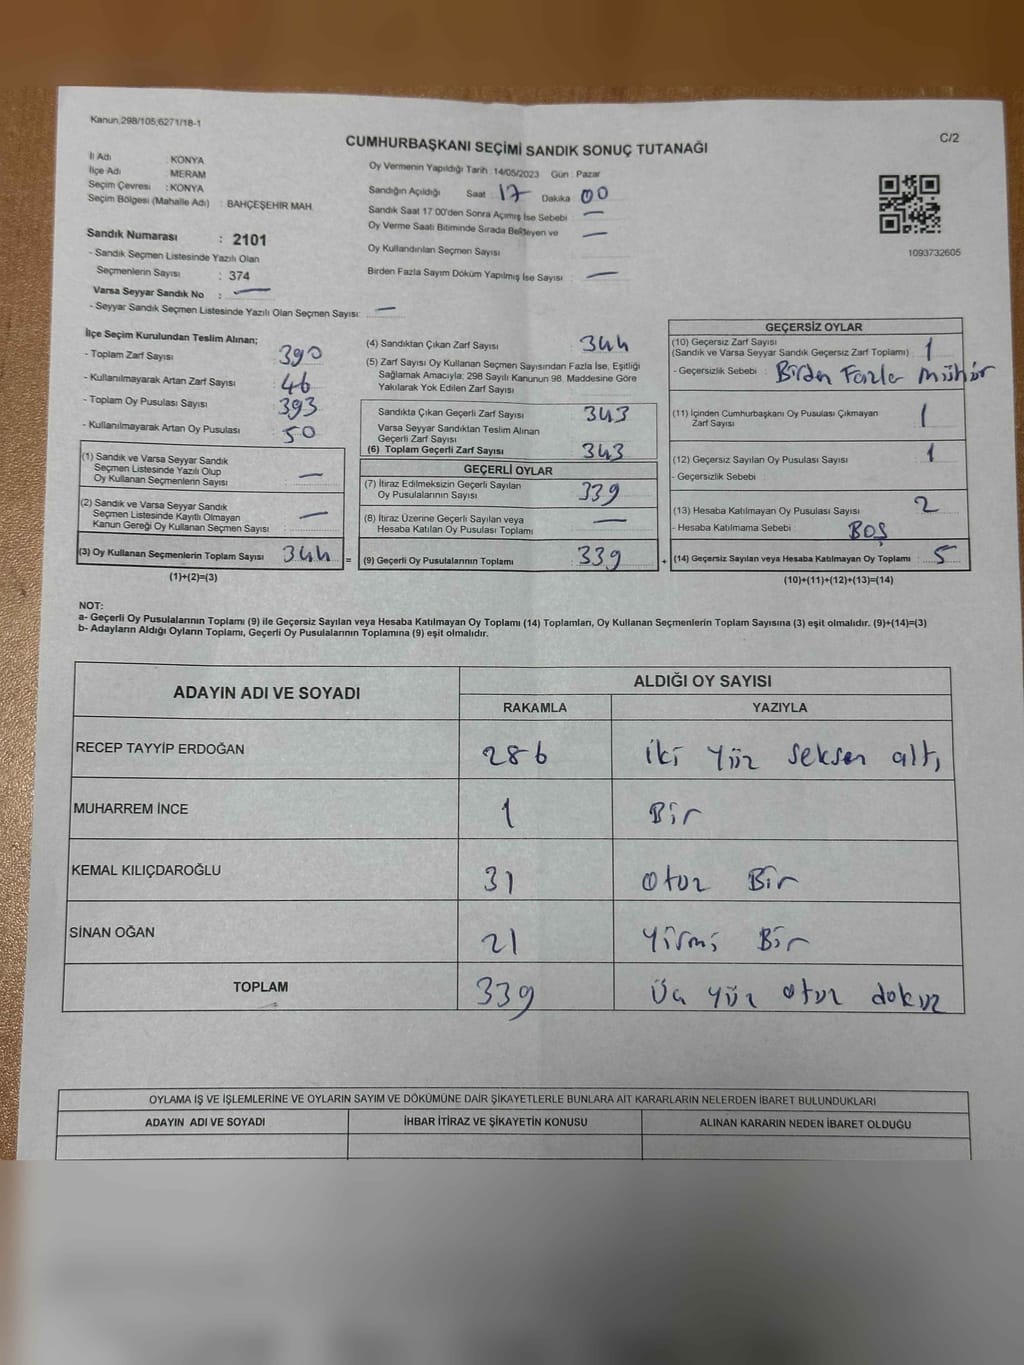 Kanun,298/105,6271/18-1
C/2
CUMHURBAŞKANI SEÇİMİ SANDIK SONUÇ TUTANAĞI
İl Adı : KONYA
İlçe Adı : MERAM
Seçim Çevresi : KONYA
Seçim Bölgesi (Mahalle Adı) : BAHÇEŞEHİR MAH.
Sandık Numarası : 2101
- Sandık Seçmen Listesinde Yazılı Olan
Seçmenlerin Sayısı : 374
Varsa Seyyar Sandık No : —
- Seyyar Sandık Seçmen Listesinde Yazılı Olan Seçmen Sayısı: —
Oy Vermenin Yapıldığı Tarih :14/05/2023 Gün : Pazar
Sandığın Açıldığı Saat : 17 Dakika 00
Sandık Saat 17 00'den Sonra Açımış İse Sebebi : —
Oy Verme Saati Bitiminde Sırada Bekleyen ve —
Oy Kullandırılan Seçmen Sayısı
Birden Fazla Sayım Döküm Yapılmış İse Sayısı : —
1093732605
İlçe Seçim Kurulundan Teslim Alınan;
- Toplam Zarf Sayısı 390
- Kullanılmayarak Artan Zarf Sayısı : 46
- Toplam Oy Pusulası Sayısı : 393
- Kullanılmayarak Artan Oy Pusulası : 50
(1) Sandık ve Varsa Seyyar Sandık
Seçmen Listesinde Yazılı Olup
Oy Kullanan Seçmenlerin Sayısı : —
(2) Sandık ve Varsa Seyyar Sandık
Seçmen Listesinde Kayıtlı Olmayan
Kanun Gereği Oy Kullanan Seçmen Sayısı : —
(3) Oy Kullanan Seçmenlerin Toplam Sayısı 344
(1)+(2)=(3)
=
(4) Sandıktan Çıkan Zarf Sayısı : 344
(5) Zarf Sayısı Oy Kullanan Seçmen Sayısından Fazla İse, Eşitliği
Sağlamak Amacıyla; 298 Sayılı Kanunun 98. Maddesine Göre
Yakılarak Yok Edilen Zarf Sayısı
Sandıkta Çıkan Geçerli Zarf Sayısı : 343
Varsa Seyyar Sandıktan Teslim Alınan
Geçerli Zarf Sayısı
(6) Toplam Geçerli Zarf Sayısı : 343
GEÇERLİ OYLAR
(7) İtiraz Edilmeksizin Geçerli Sayılan
Oy Pusulalarının Sayısı : 339
(8) İtiraz Üzerine Geçerli Sayılan veya
Hesaba Katılan Oy Pusulası Toplamı : —
(9) Geçerli Oy Pusulalarının Toplamı : 339
+
GEÇERSİZ OYLAR
(10) Geçersiz Zarf Sayısı
(Sandık ve Varsa Seyyar Sandık Geçersiz Zarf Toplamı) : 1
- Geçersizlik Sebebi : Birden Fazla mühür
(11) İçinden Cumhurbaşkanı Oy Pusulası Çıkmayan
Zarf Sayısı : 1
(12) Geçersiz Sayılan Oy Pusulası Sayısı : 1
- Geçersizlik Sebebi :
(13) Hesaba Katılmayan Oy Pusulası Sayısı : 2
- Hesaba Katılmama Sebebi : BOŞ
(14) Geçersiz Sayılan veya Hesaba Katılmayan Oy Toplamı : 5
(10)+(11)+(12)+(13)=(14)
NOT:
a- Geçerli Oy Pusulalarının Toplamı (9) ile Geçersiz Sayılan veya Hesaba Katılmayan Oy Toplamı (14) Toplamları, Oy Kullanan Seçmenlerin Toplam Sayısına (3) eşit olmalıdır. (9)+(14)=(3)
b- Adayların Aldığı Oyların Toplamı, Geçerli Oy Pusulalarının Toplamına (9) eşit olmalıdır.
ADAYIN ADI VE SOYADI
ALDIĞI OY SAYISI
RAKAMLA YAZIYLA
RECEP TAYYİP ERDOĞAN 286 iki yüz seksen altı
MUHARREM İNCE 1 Bir
KEMAL KILIÇDAROĞLU 31 otuz Bir
SİNAN OĞAN 21 Yirmi Bir
TOPLAM 339 Üç yüz otuz dokuz
OYLAMA İŞ VE İŞLEMLERİNE VE OYLARIN SAYIM VE DÖKÜMÜNE DAİR ŞİKAYETLERLE BUNLARA AİT KARARLARIN NELERDEN İBARET BULUNDUKLARI
ADAYIN ADI VE SOYADI İHBAR İTİRAZ VE ŞİKAYETİN KONUSU ALINAN KARARIN NEDEN İBARET OLDUĞU